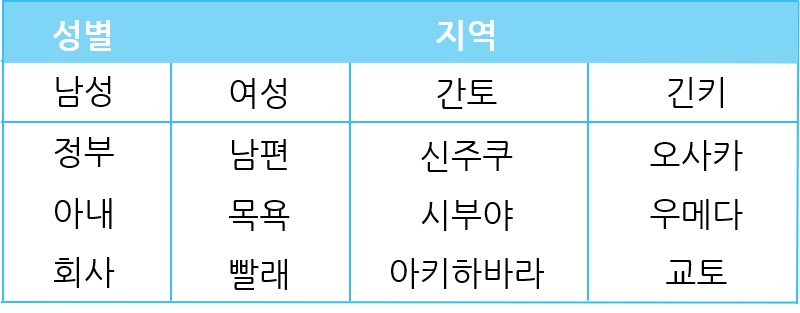 성별 지역
남성 여성 간토 긴키
정부 남편 신주쿠 오사카
아내 목욕 시부야 우메다
회사 빨래 아키하바라 교토